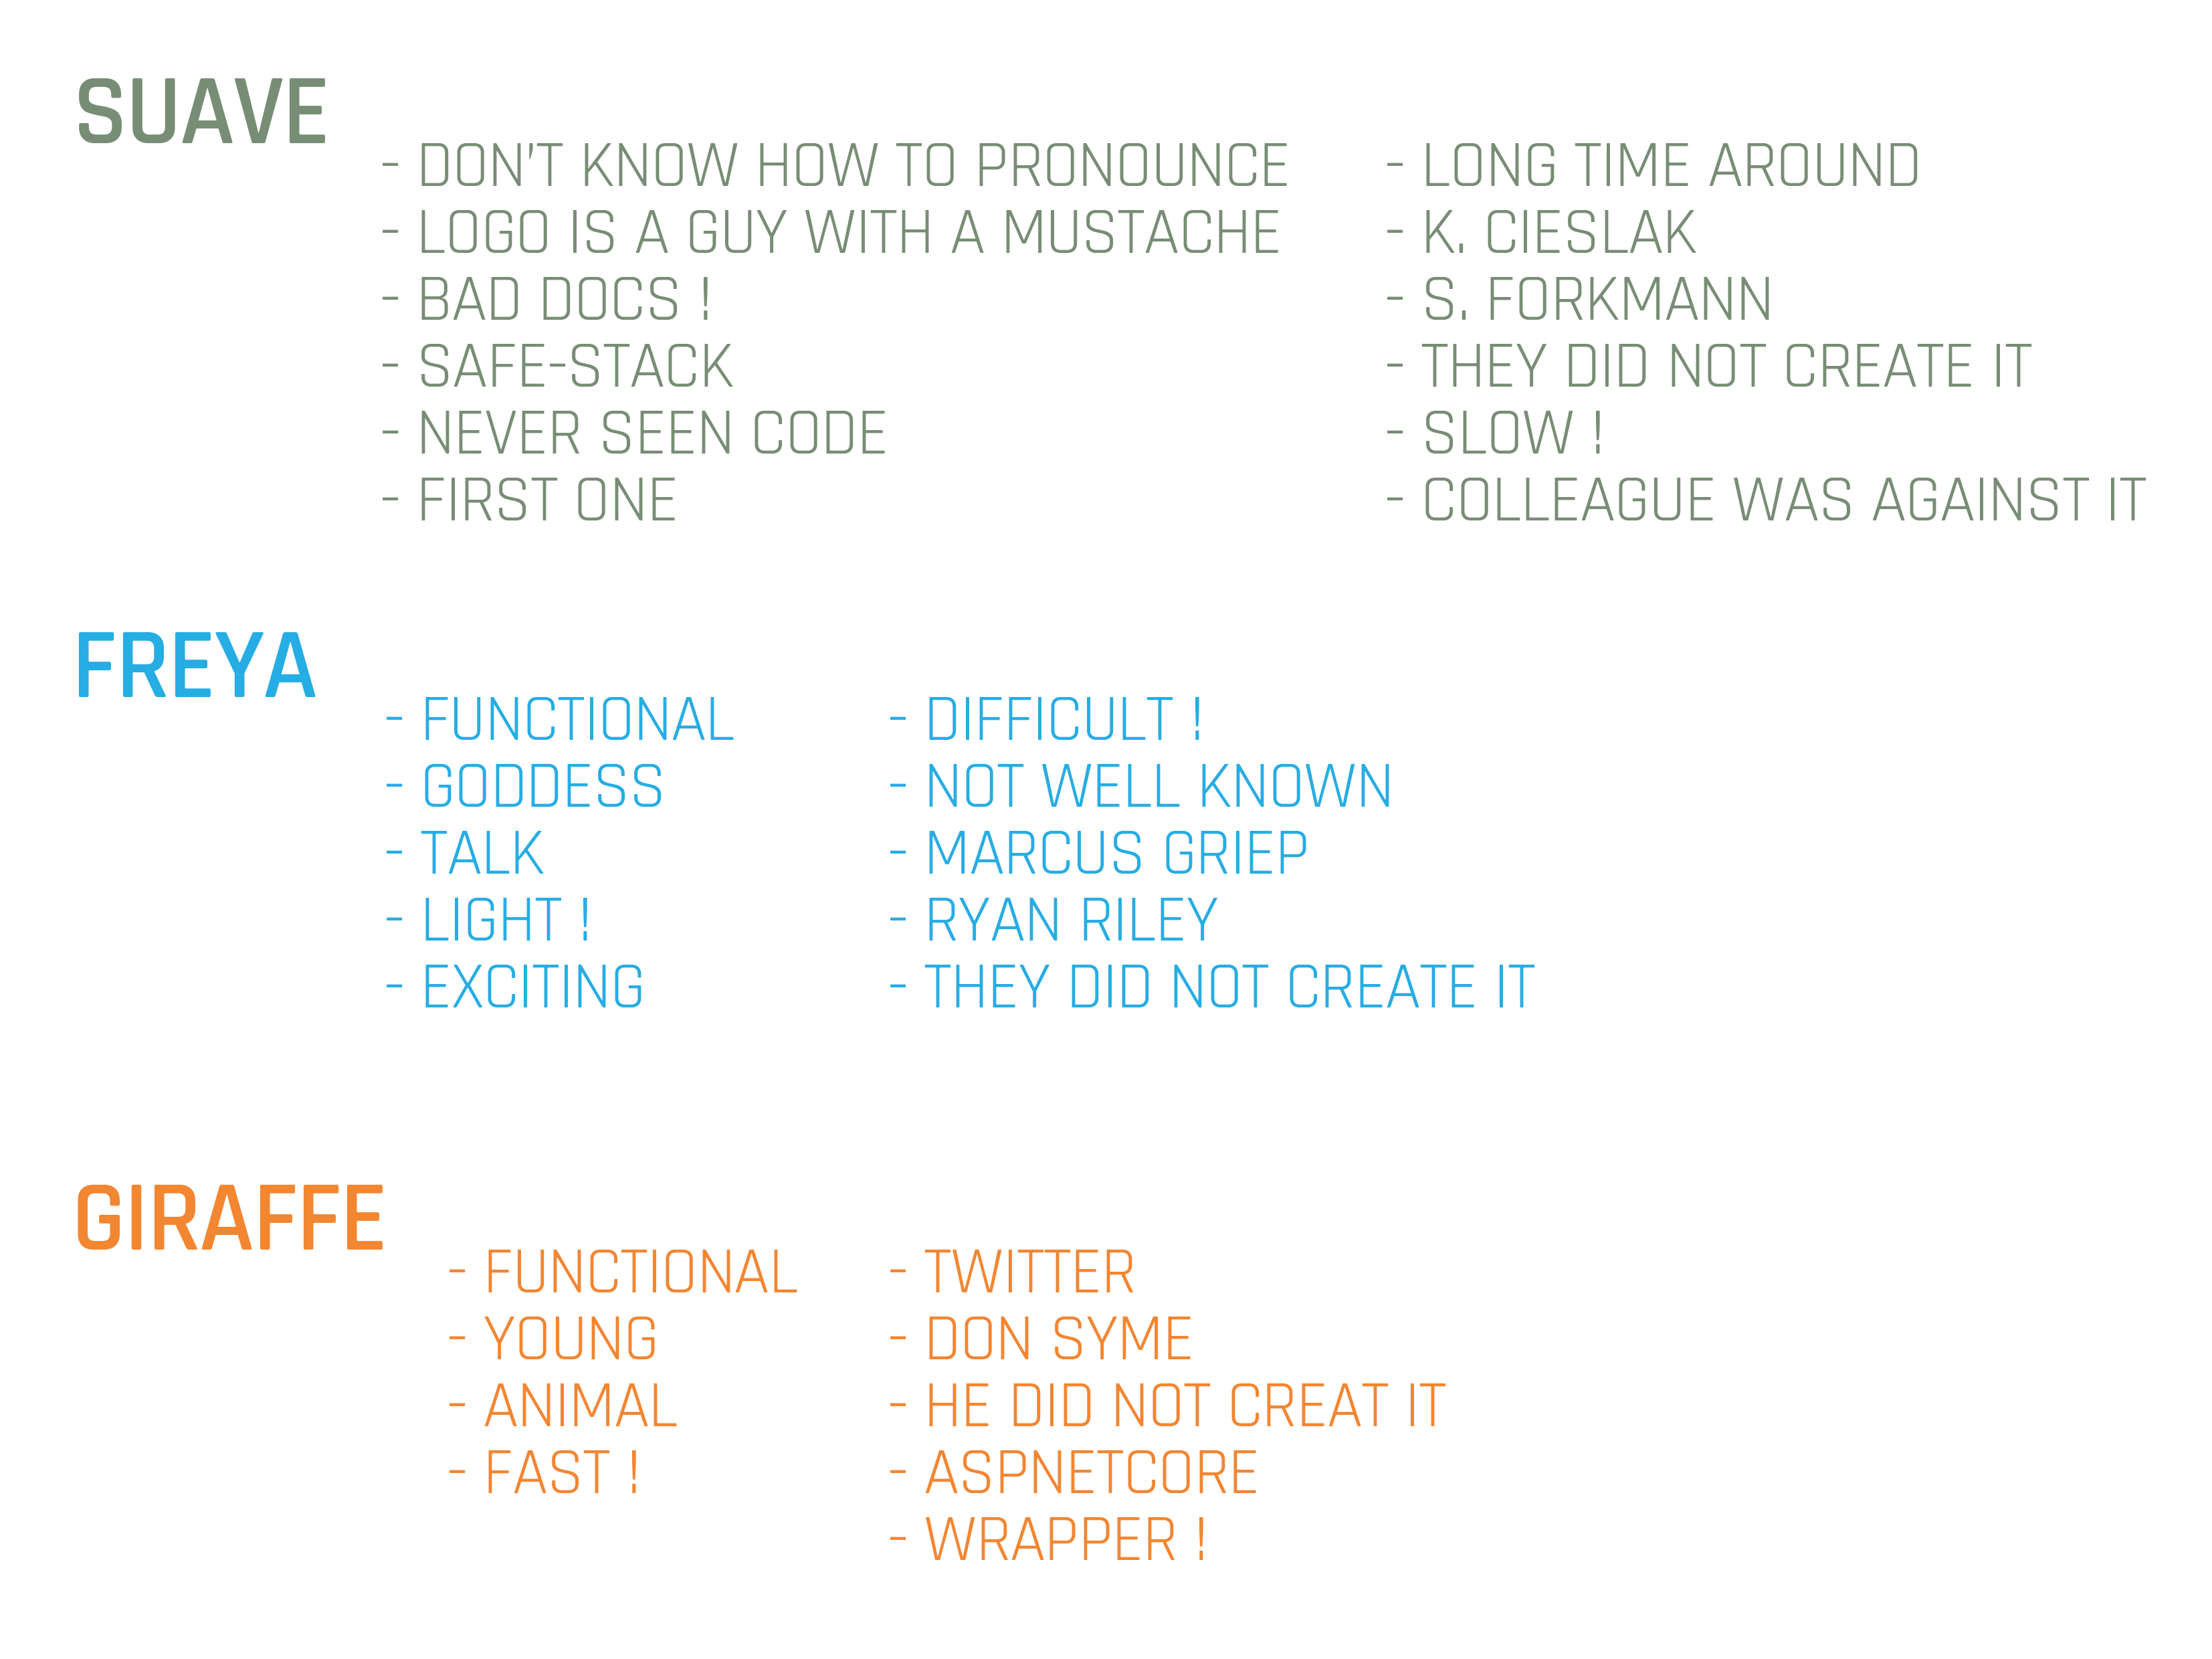 SUAVE
- DON'T KNOW HOW TO PRONOUNCE
- LOGO IS A GUY WITH A MUSTACHE
- BAD DOCS !
- SAFE-STACK
- NEVER SEEN CODE
- FIRST ONE
- LONG TIME AROUND
- K. CIESLAK
- S. FORKMANN
- THEY DID NOT CREATE IT
- SLOW !
- COLLEAGUE WAS AGAINST IT
FREYA
- FUNCTIONAL
- GODDESS
- TALK
- LIGHT !
- EXCITING
- DIFFICULT !
- NOT WELL KNOWN
- MARCUS GRIEP
- RYAN RILEY
- THEY DID NOT CREATE IT
GIRAFFE
- FUNCTIONAL
- YOUNG
- ANIMAL
- FAST !
- TWITTER
- DON SYME
- HE DID NOT CREAT IT
- ASPNETCORE
- WRAPPER !